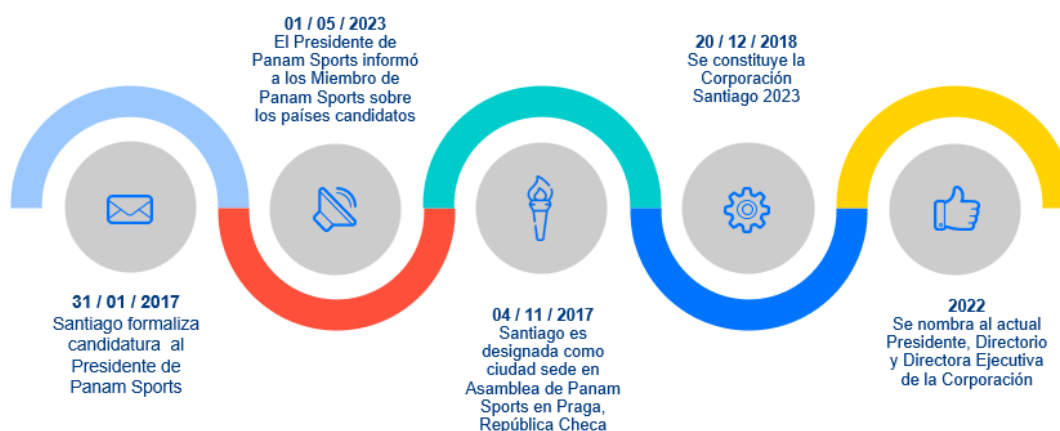 31 / 01 / 2017
Santiago formaliza
candidatura al
Presidente de
Panam Sports
01 / 05 / 2023
El Presidente de
Panam Sports informó
a los Miembro de
Panam Sports sobre
los países candidatos
04 / 11 / 2017
Santiago es
designada como
ciudad sede en
Asamblea de Panam
Sports en Praga,
República Checa
20 / 12 / 2018
Se constituye la
Corporación
Santiago 2023
2022
Se nombra al actual
Presidente, Directorio
y Directora Ejecutiva
de la Corporación